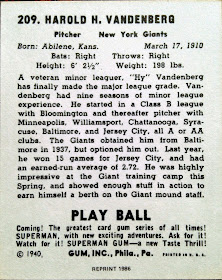 209. HAROLD H. VANDENBERG
Pitcher New York Giants
Born: Abilene, Kans. March 17, 1910
Bats: Right Throws: Right
Height: 6' 2½" Weight: 198 lbs.
A veteran minor leaguer, "Hy" Vandenberg
has finally made the major league grade. Van-
denberg had nine seasons of minor league
experience. He started in a Class B league
with Bloomington and thereafter pitched with
Minneapolis, Williamsport, Chattanooga, Syra-
cuse, Baltimore, and Jersey City, all A or AA
clubs. The Giants obtained him from Balti-
more in 1937, but optioned him out. Last year,
he won 15 games for Jersey City, and had
an earned-run average of 2.72. He was highly
impressive at the Giant training camp this
Spring, and showed enough stuff in action to
earn himself a berth on the Giant mound staff.
PLAY BALL
Coming! The greatest card gum series of all times!
SUPERMAN, with new exciting adventures. Ask for it!
Watch for it! SUPERMAN GUM—a new Taste Thrill!
© 1940, GUM, INC., Phila., Pa. PRINTED IN U.S.A.
REPRINT 1986